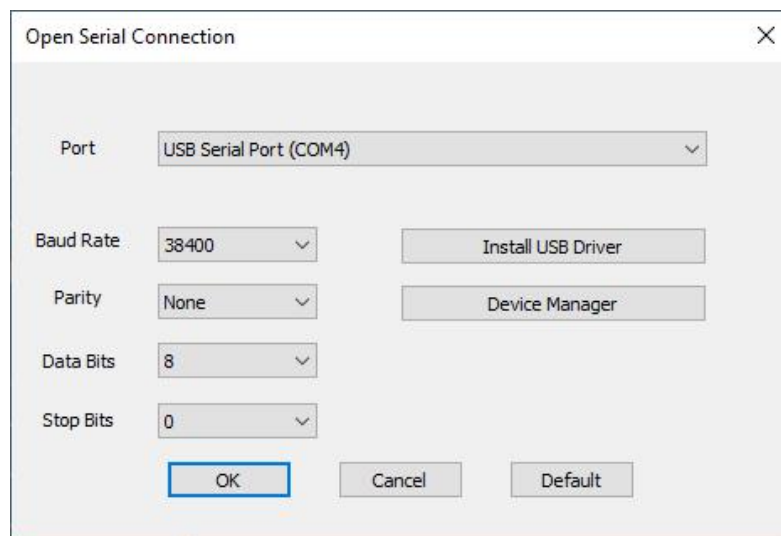 Open Serial Connection
Port USB Serial Port (COM4)
Baud Rate 38400 Install USB Driver
Parity None Device Manager
Data Bits 8
Stop Bits 0
OK Cancel Default